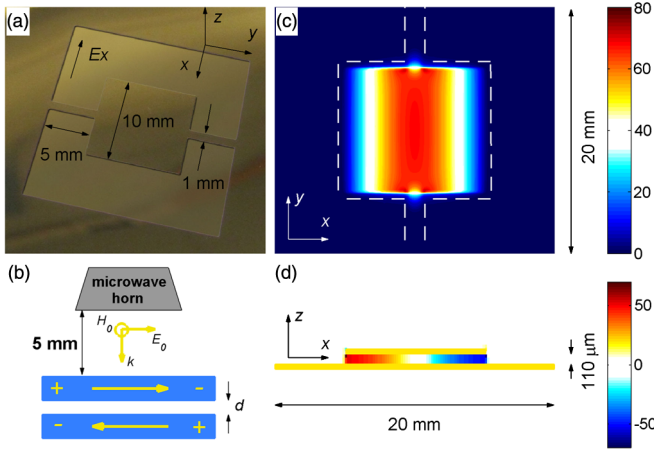 (a)
z
y
x
Ex
10 mm
5 mm
1 mm
(b)
microwave
horn
5 mm
H0
E0
k
+ -
- +
d
(c)
y
x
20 mm
80
60
40
20
0
(d)
z
x
110 μm
20 mm
50
0
-50